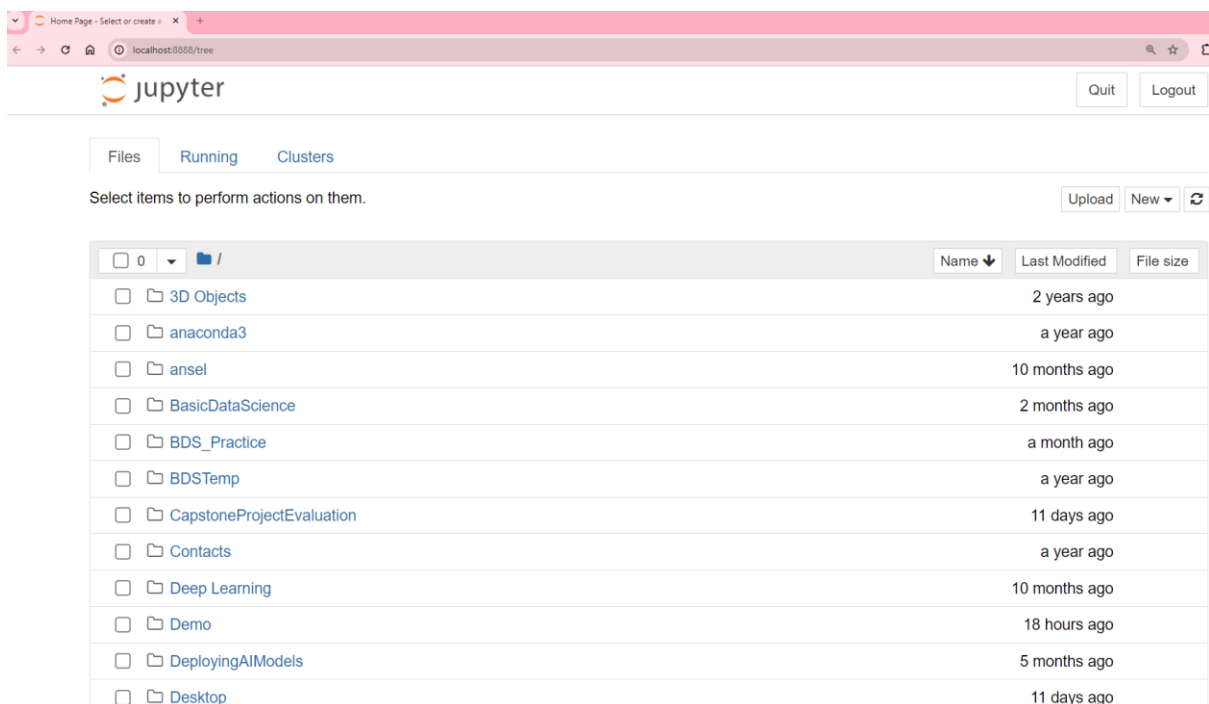 Home Page - Select or create a
localhost:8888/tree
jupyter
Quit Logout
Files Running Clusters
Select items to perform actions on them.
Upload New
0 / Name Last Modified File size
3D Objects 2 years ago
anaconda3 a year ago
ansel 10 months ago
BasicDataScience 2 months ago
BDS_Practice a month ago
BDSTemp a year ago
CapstoneProjectEvaluation 11 days ago
Contacts a year ago
Deep Learning 10 months ago
Demo 18 hours ago
DeployingAIModels 5 months ago
Desktop 11 days ago